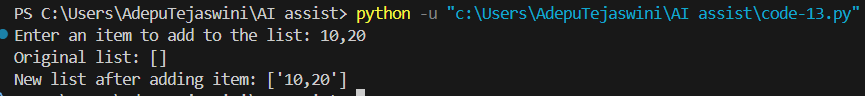 PS C:\Users\AdepuTejaswini\AI assist> python -u "c:\Users\AdepuTejaswini\AI assist\code-13.py"
Enter an item to add to the list: 10,20
Original list: []
New list after adding item: ['10,20']